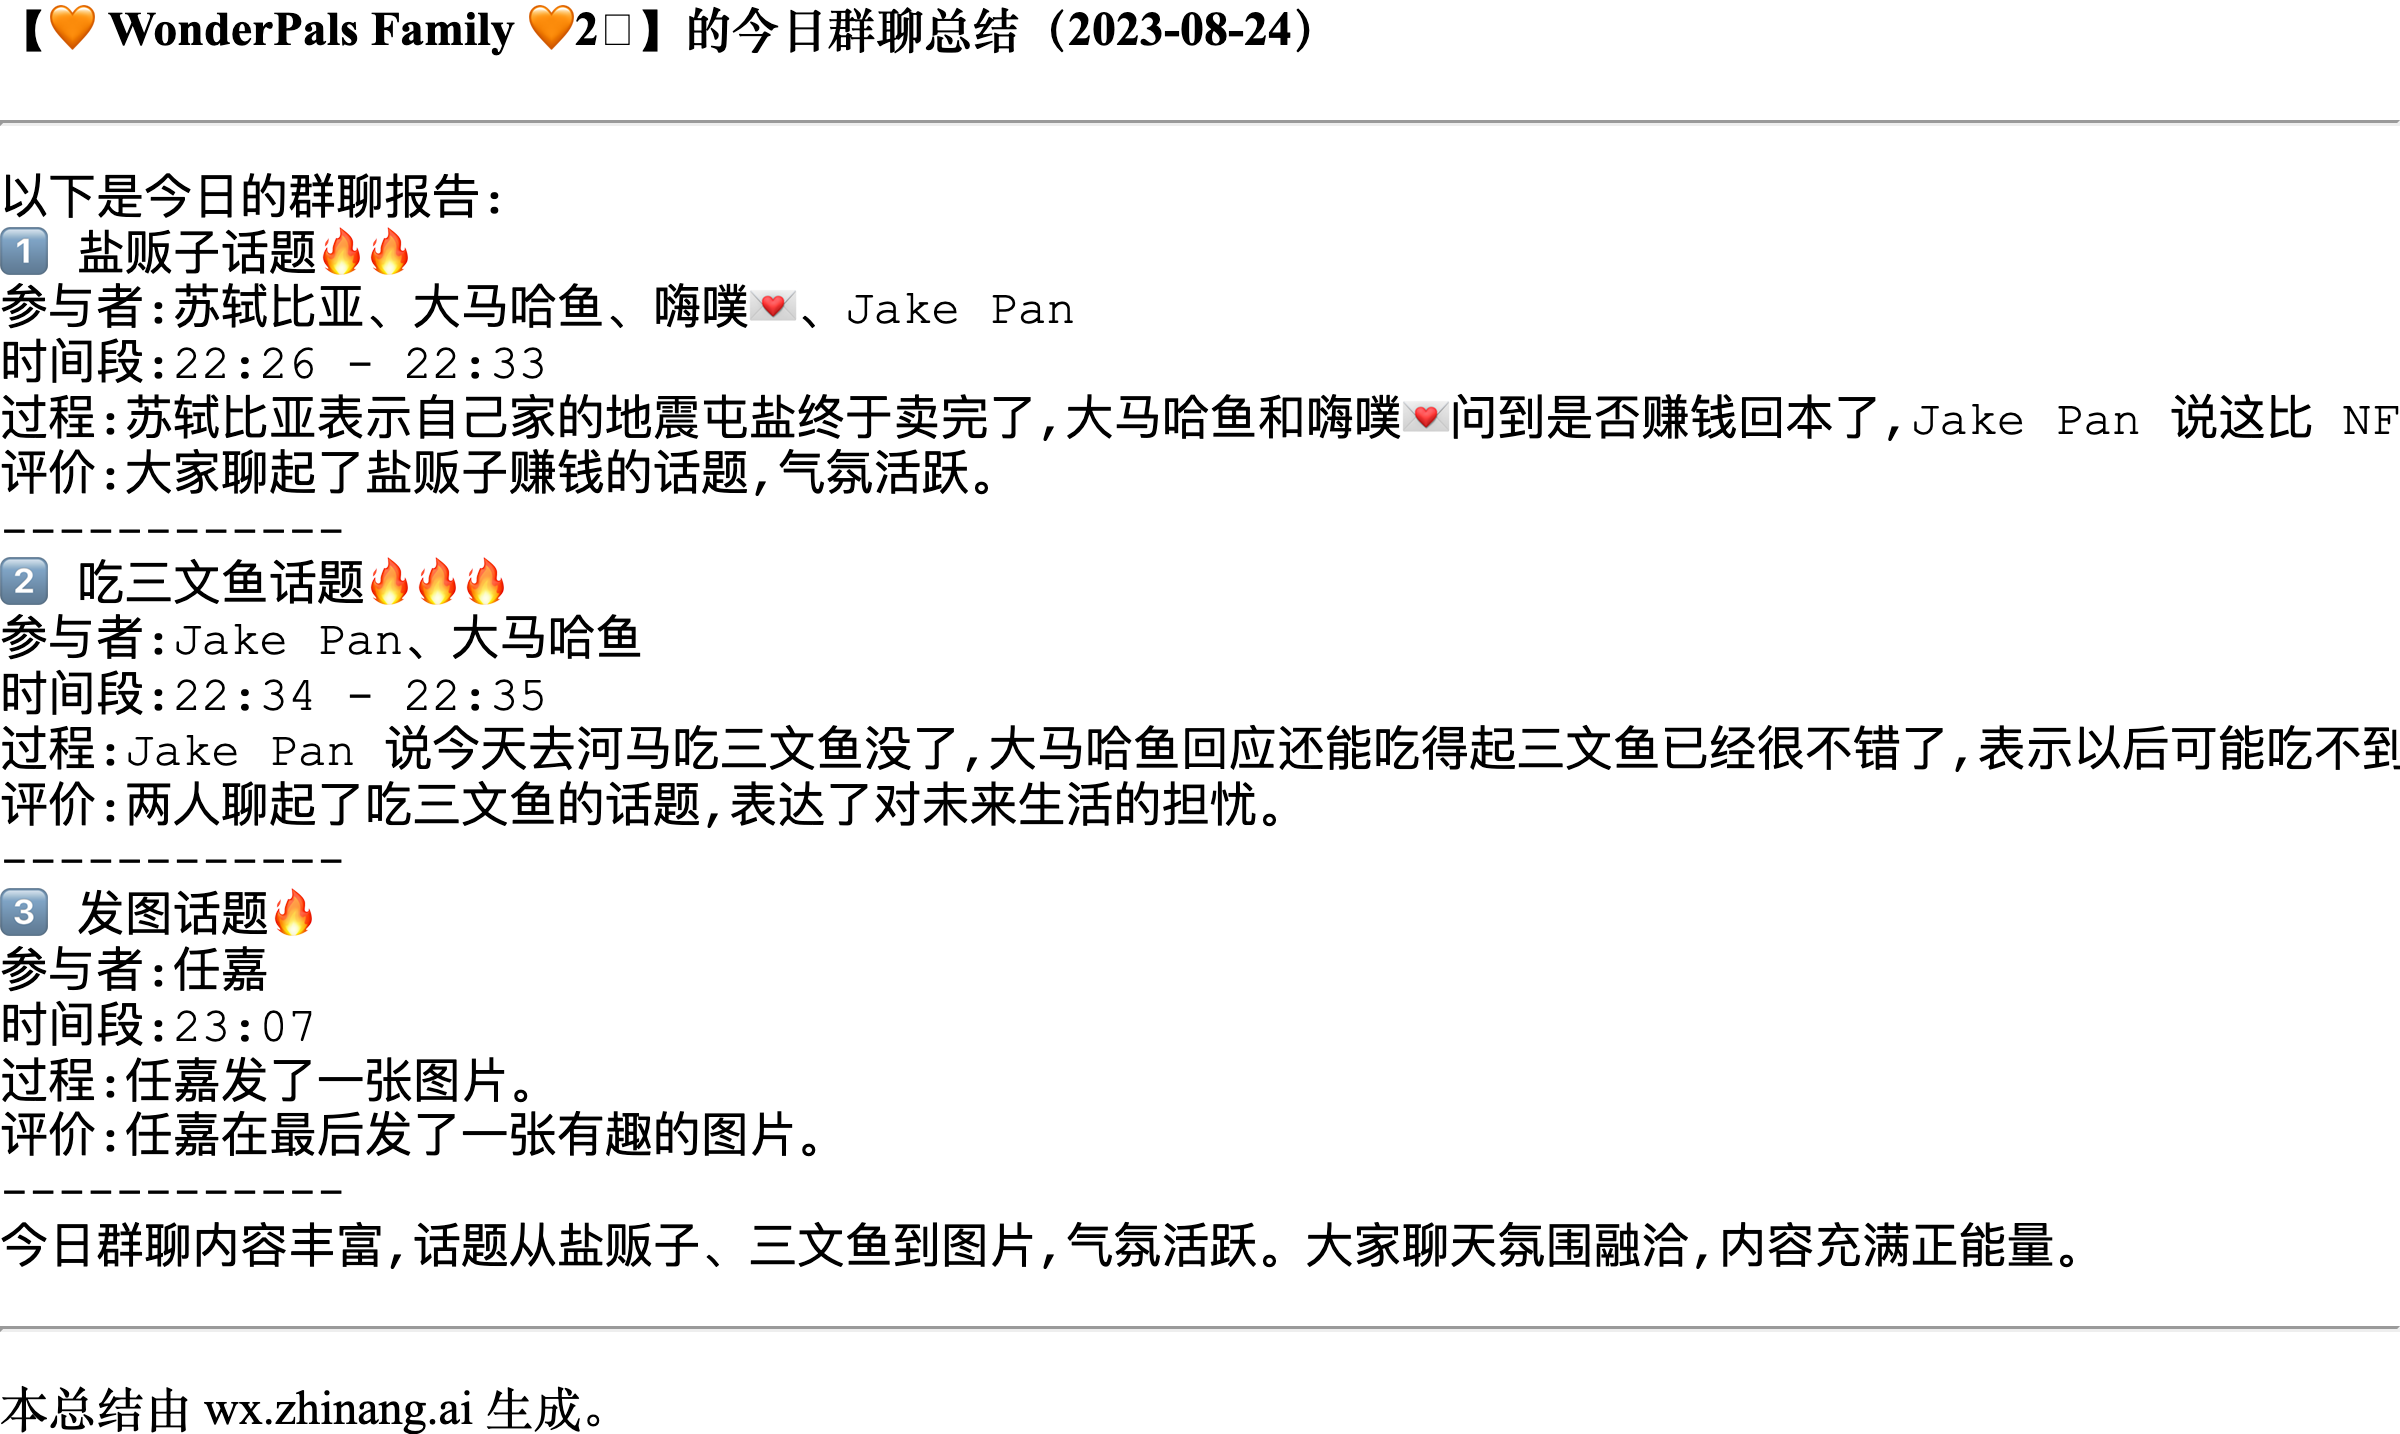 【🧡 WonderPals Family 🧡2□】的今日群聊总结（2023-08-24）
以下是今日的群聊报告:
1️⃣ 盐贩子话题🔥🔥
参与者:苏轼比亚、大马哈鱼、嗨噗💌、Jake Pan
时间段:22:26 - 22:33
过程:苏轼比亚表示自己家的地震屯盐终于卖完了,大马哈鱼和嗨噗💌问到是否赚钱回本了,Jake Pan 说这比 NF
评价:大家聊起了盐贩子赚钱的话题,气氛活跃。
------------
2️⃣ 吃三文鱼话题🔥🔥🔥
参与者:Jake Pan、大马哈鱼
时间段:22:34 - 22:35
过程:Jake Pan 说今天去河马吃三文鱼没了,大马哈鱼回应还能吃得起三文鱼已经很不错了,表示以后可能吃不到
评价:两人聊起了吃三文鱼的话题,表达了对未来生活的担忧。
------------
3️⃣ 发图话题🔥
参与者:任嘉
时间段:23:07
过程:任嘉发了一张图片。
评价:任嘉在最后发了一张有趣的图片。
------------
今日群聊内容丰富,话题从盐贩子、三文鱼到图片,气氛活跃。大家聊天氛围融洽,内容充满正能量。
本总结由 wx.zhinang.ai 生成。